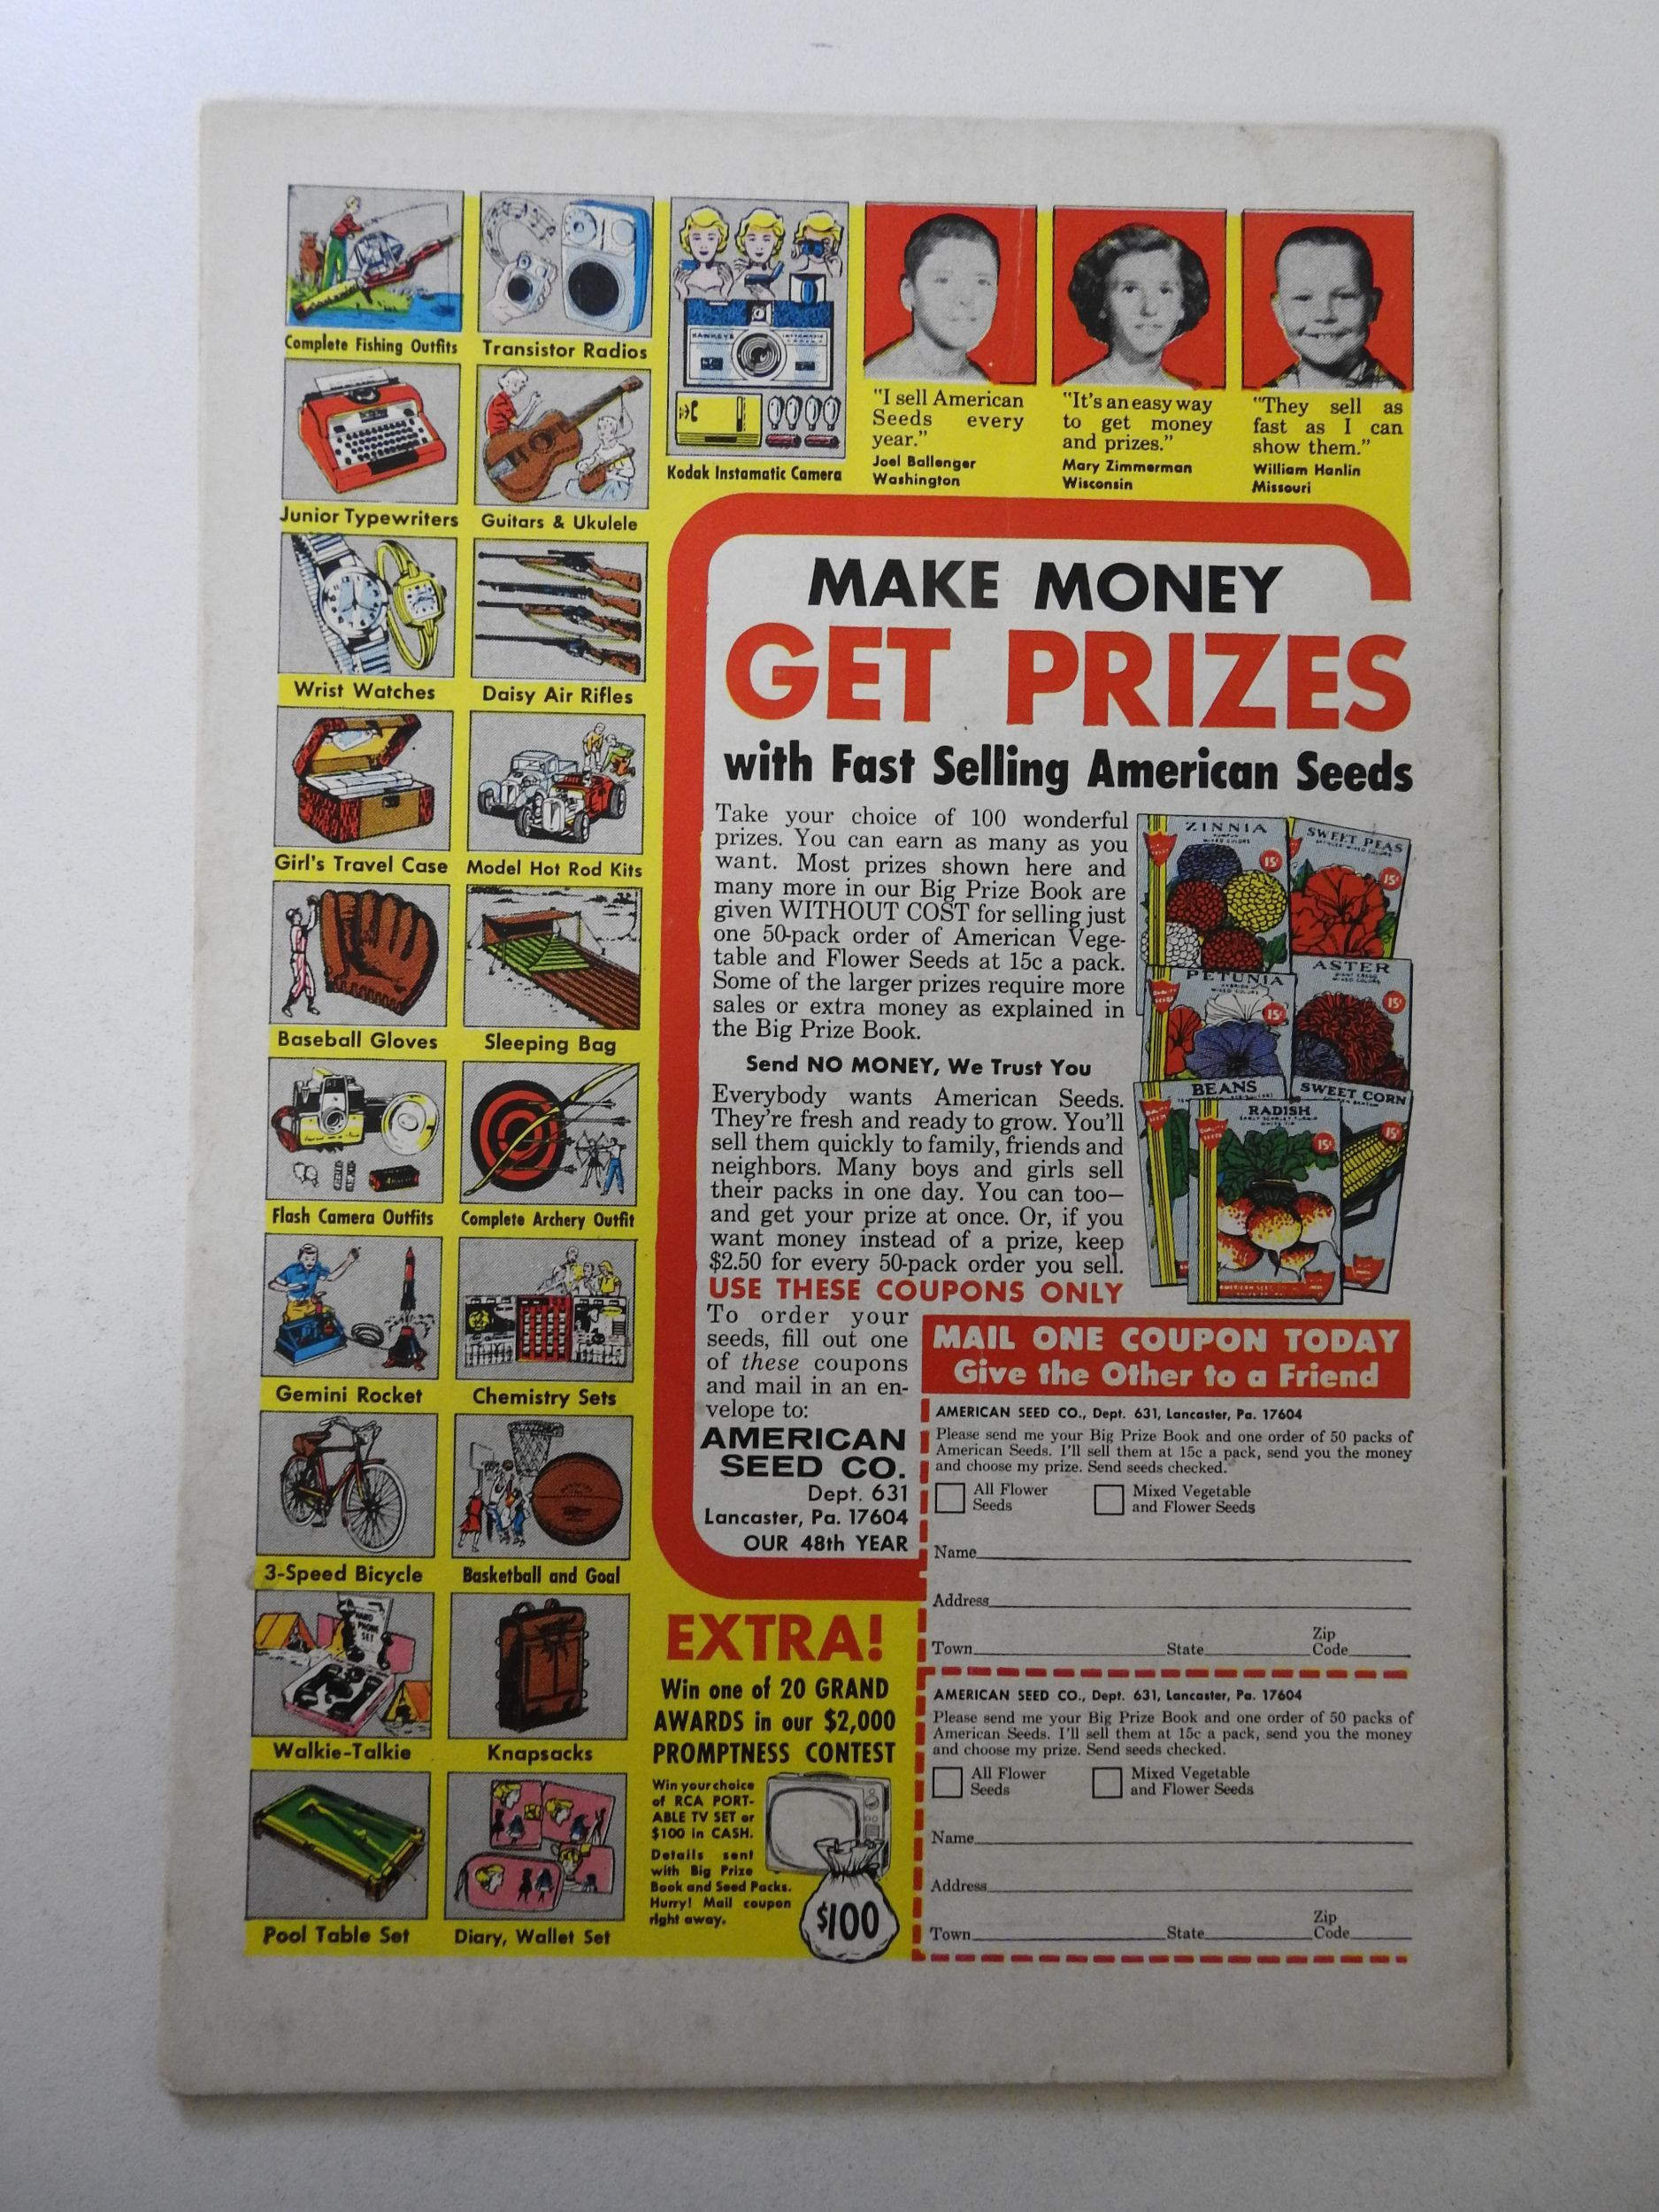 Complete Fishing Outfits
Transistor Radios
Kodak Instamatic Camera
Junior Typewriters
Guitars & Ukulele
Wrist Watches
Daisy Air Rifles
Girl's Travel Case
Model Hot Rod Kits
Baseball Gloves
Sleeping Bag
Flash Camera Outfits
Complete Archery Outfit
Gemini Rocket
Chemistry Sets
3-Speed Bicycle
Basketball and Goal
HAND
PHONE
SET
Walkie-Talkie
Knapsacks
Pool Table Set
Diary, Wallet Set
"I sell American
Seeds every
year."
Joel Ballenger
Washington
"It's an easy way
to get money
and prizes."
Mary Zimmerman
Wisconsin
"They sell as
fast as I can
show them."
William Hanlin
Missouri
MAKE MONEY
GET PRIZES
with Fast Selling American Seeds
Take your choice of 100 wonderful
prizes. You can earn as many as you
want. Most prizes shown here and
many more in our Big Prize Book are
given WITHOUT COST for selling just
one 50-pack order of American Vege-
table and Flower Seeds at 15c a pack.
Some of the larger prizes require more
sales or extra money as explained in
the Big Prize Book.
Send NO MONEY, We Trust You
Everybody wants American Seeds.
They're fresh and ready to grow. You'll
sell them quickly to family, friends and
neighbors. Many boys and girls sell
their packs in one day. You can too—
and get your prize at once. Or, if you
want money instead of a prize, keep
$2.50 for every 50-pack order you sell.
USE THESE COUPONS ONLY
To order your
seeds, fill out one
of these coupons
and mail in an en-
velope to:
AMERICAN
SEED CO.
Dept. 631
Lancaster, Pa. 17604
OUR 48th YEAR
ZINNIA
15¢
SWEET PEAS
15¢
PETUNIA
15¢
ASTER
15¢
BEANS
RADISH
15¢
SWEET CORN
15¢
MAIL ONE COUPON TODAY
Give the Other to a Friend
AMERICAN SEED CO., Dept. 631, Lancaster, Pa. 17604
Please send me your Big Prize Book and one order of 50 packs of
American Seeds. I'll sell them at 15c a pack, send you the money
and choose my prize. Send seeds checked.
All Flower
Seeds
Mixed Vegetable
and Flower Seeds
Name
Address
Town State Zip
Code
AMERICAN SEED CO., Dept. 631, Lancaster, Pa. 17604
Please send me your Big Prize Book and one order of 50 packs of
American Seeds. I'll sell them at 15c a pack, send you the money
and choose my prize. Send seeds checked.
All Flower
Seeds
Mixed Vegetable
and Flower Seeds
Name
Address
Town State Zip
Code
EXTRA!
Win one of 20 GRAND
AWARDS in our $2,000
PROMPTNESS CONTEST
Win your choice
of RCA PORT-
ABLE TV SET or
$100 in CASH.
Details sent
with Big Prize
Book and Seed Packs.
Hurry! Mail coupon
right away.
$100